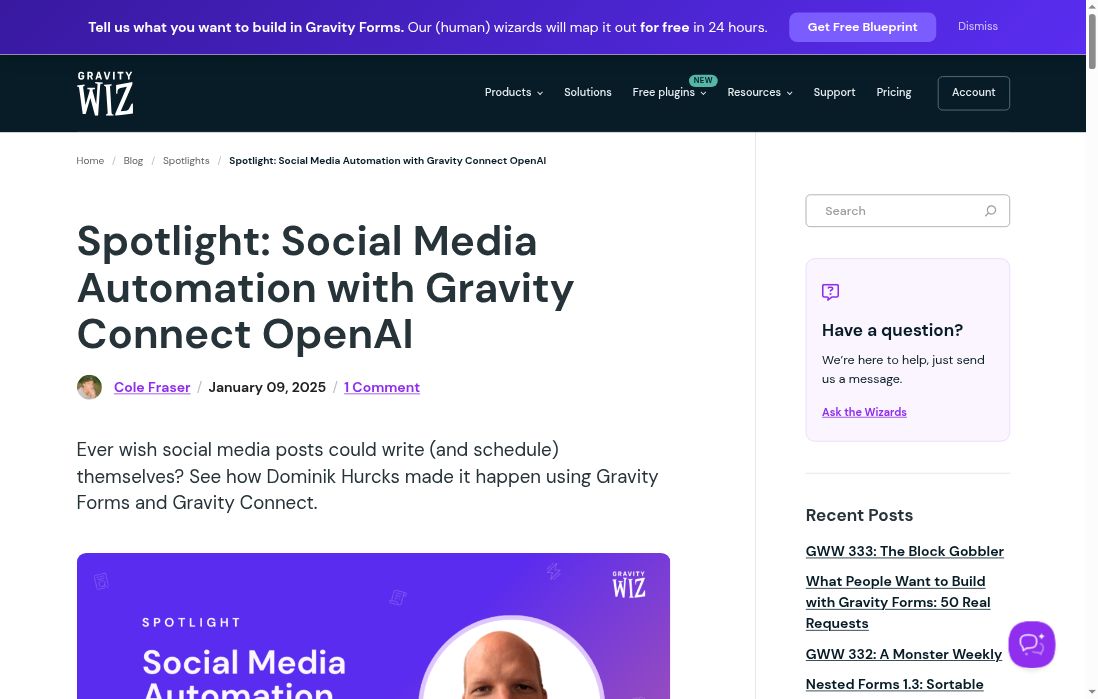 Tell us what you want to build in Gravity Forms. Our (human) wizards will map it out for free in 24 hours.
Get Free Blueprint
Dismiss
GRAVITY
WIZ
Products
Solutions
Free plugins
NEW
Resources
Support
Pricing
Account
Home / Blog / Spotlights / Spotlight: Social Media Automation with Gravity Connect OpenAI
Spotlight: Social Media
Automation with Gravity
Connect OpenAI
Cole Fraser / January 09, 2025 / 1 Comment
Ever wish social media posts could write (and schedule)
themselves? See how Dominik Hurcks made it happen using Gravity
Forms and Gravity Connect.
GRAVITY
WIZ
SPOTLIGHT
Social Media
Automation
Search
Have a question?
We're here to help, just send
us a message.
Ask the Wizards
Recent Posts
GWW 333: The Block Gobbler
What People Want to Build
with Gravity Forms: 50 Real
Requests
GWW 332: A Monster Weekly
Nested Forms 1.3: Sortable